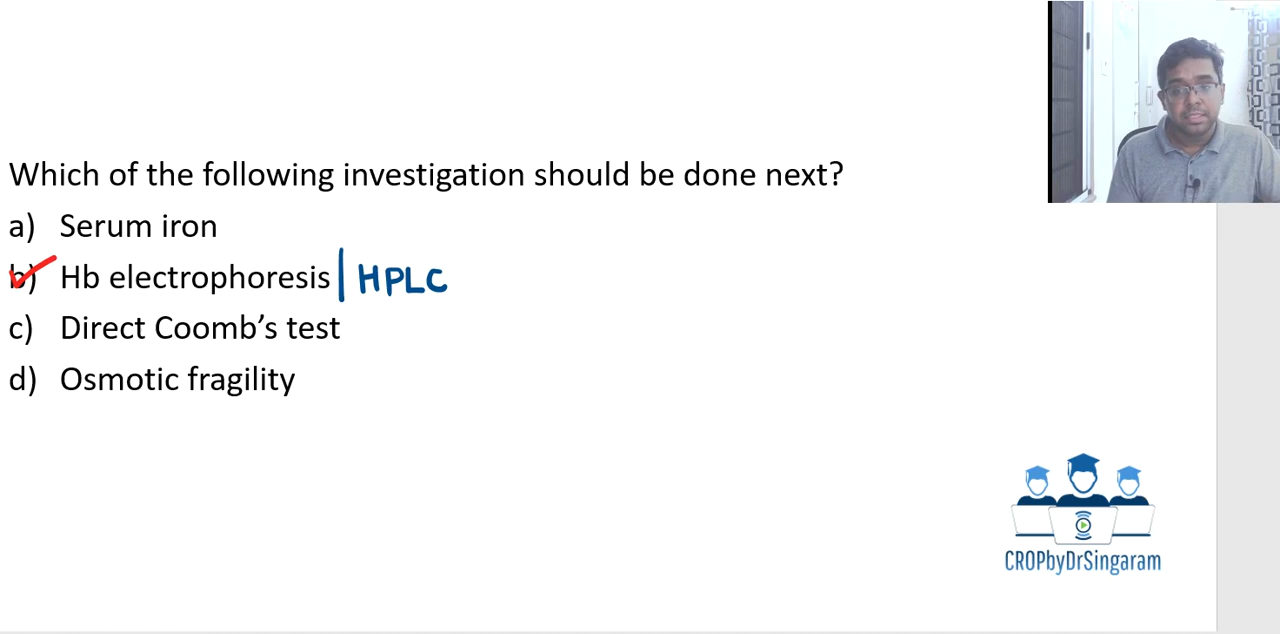 Which of the following investigation should be done next?
a) Serum iron
b) Hb electrophoresis | HPLC
c) Direct Coomb's test
d) Osmotic fragility
CROPbyDrSingaram